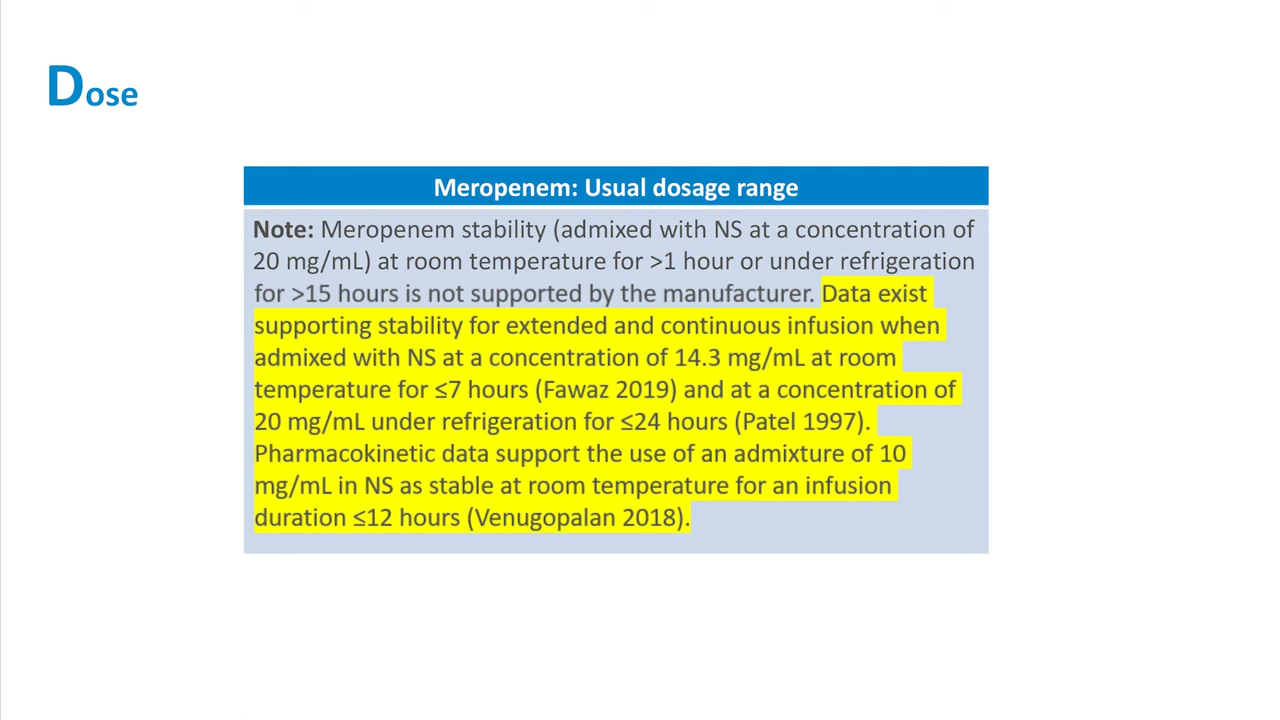 Dose
Meropenem: Usual dosage range
Note: Meropenem stability (admixed with NS at a concentration of
20 mg/mL) at room temperature for >1 hour or under refrigeration
for >15 hours is not supported by the manufacturer. Data exist
supporting stability for extended and continuous infusion when
admixed with NS at a concentration of 14.3 mg/mL at room
temperature for ≤7 hours (Fawaz 2019) and at a concentration of
20 mg/mL under refrigeration for ≤24 hours (Patel 1997).
Pharmacokinetic data support the use of an admixture of 10
mg/mL in NS as stable at room temperature for an infusion
duration ≤12 hours (Venugopalan 2018).